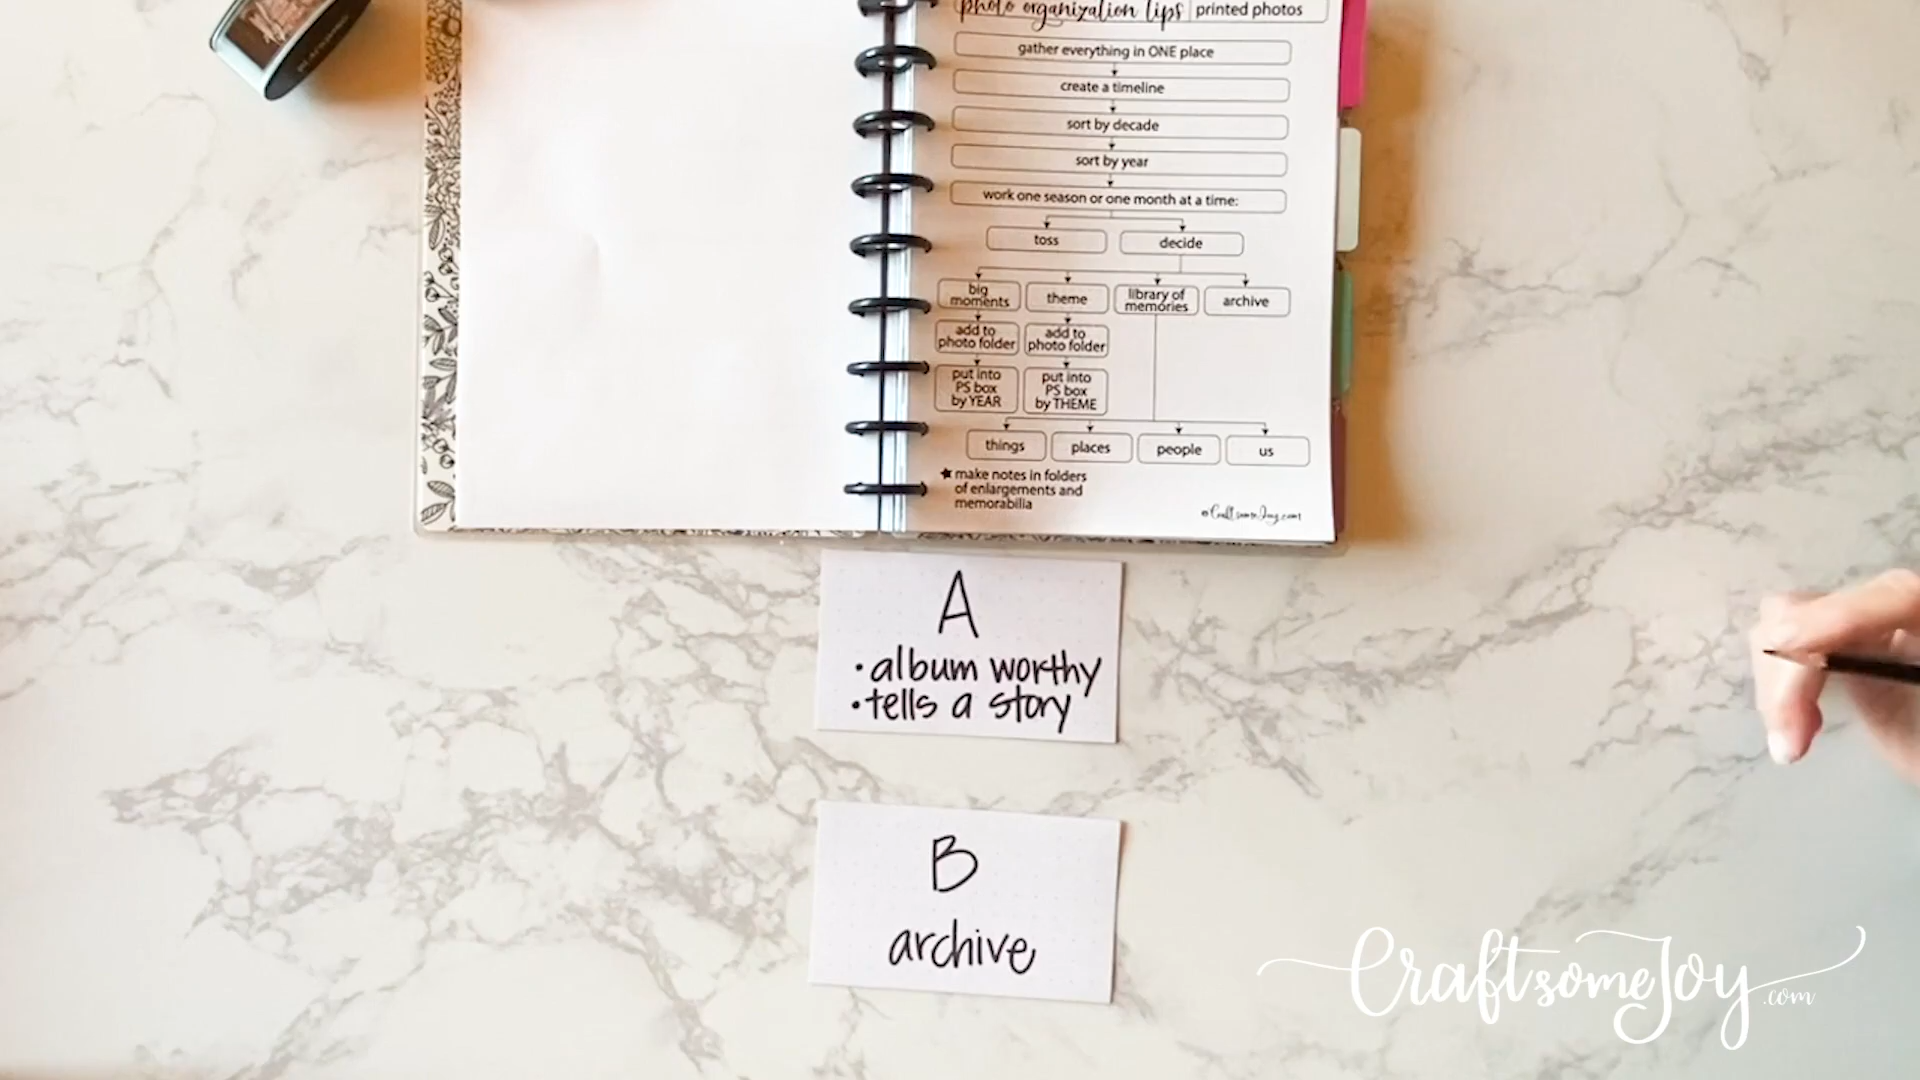 photo organization tips printed photos
gather everything in ONE place
create a timeline
sort by decade
sort by year
work one season or one month at a time:
toss
decide
big
moments
theme
library of
memories
archive
add to
photo folder
add to
photo folder
put into
PS box
by YEAR
put into
PS box
by THEME
things
places
people
us
★ make notes in folders
of enlargements and
memorabilia
©CraftsomeJoy.com
A
• album worthy
• tells a story
B
archive
CraftsomeJoy.com